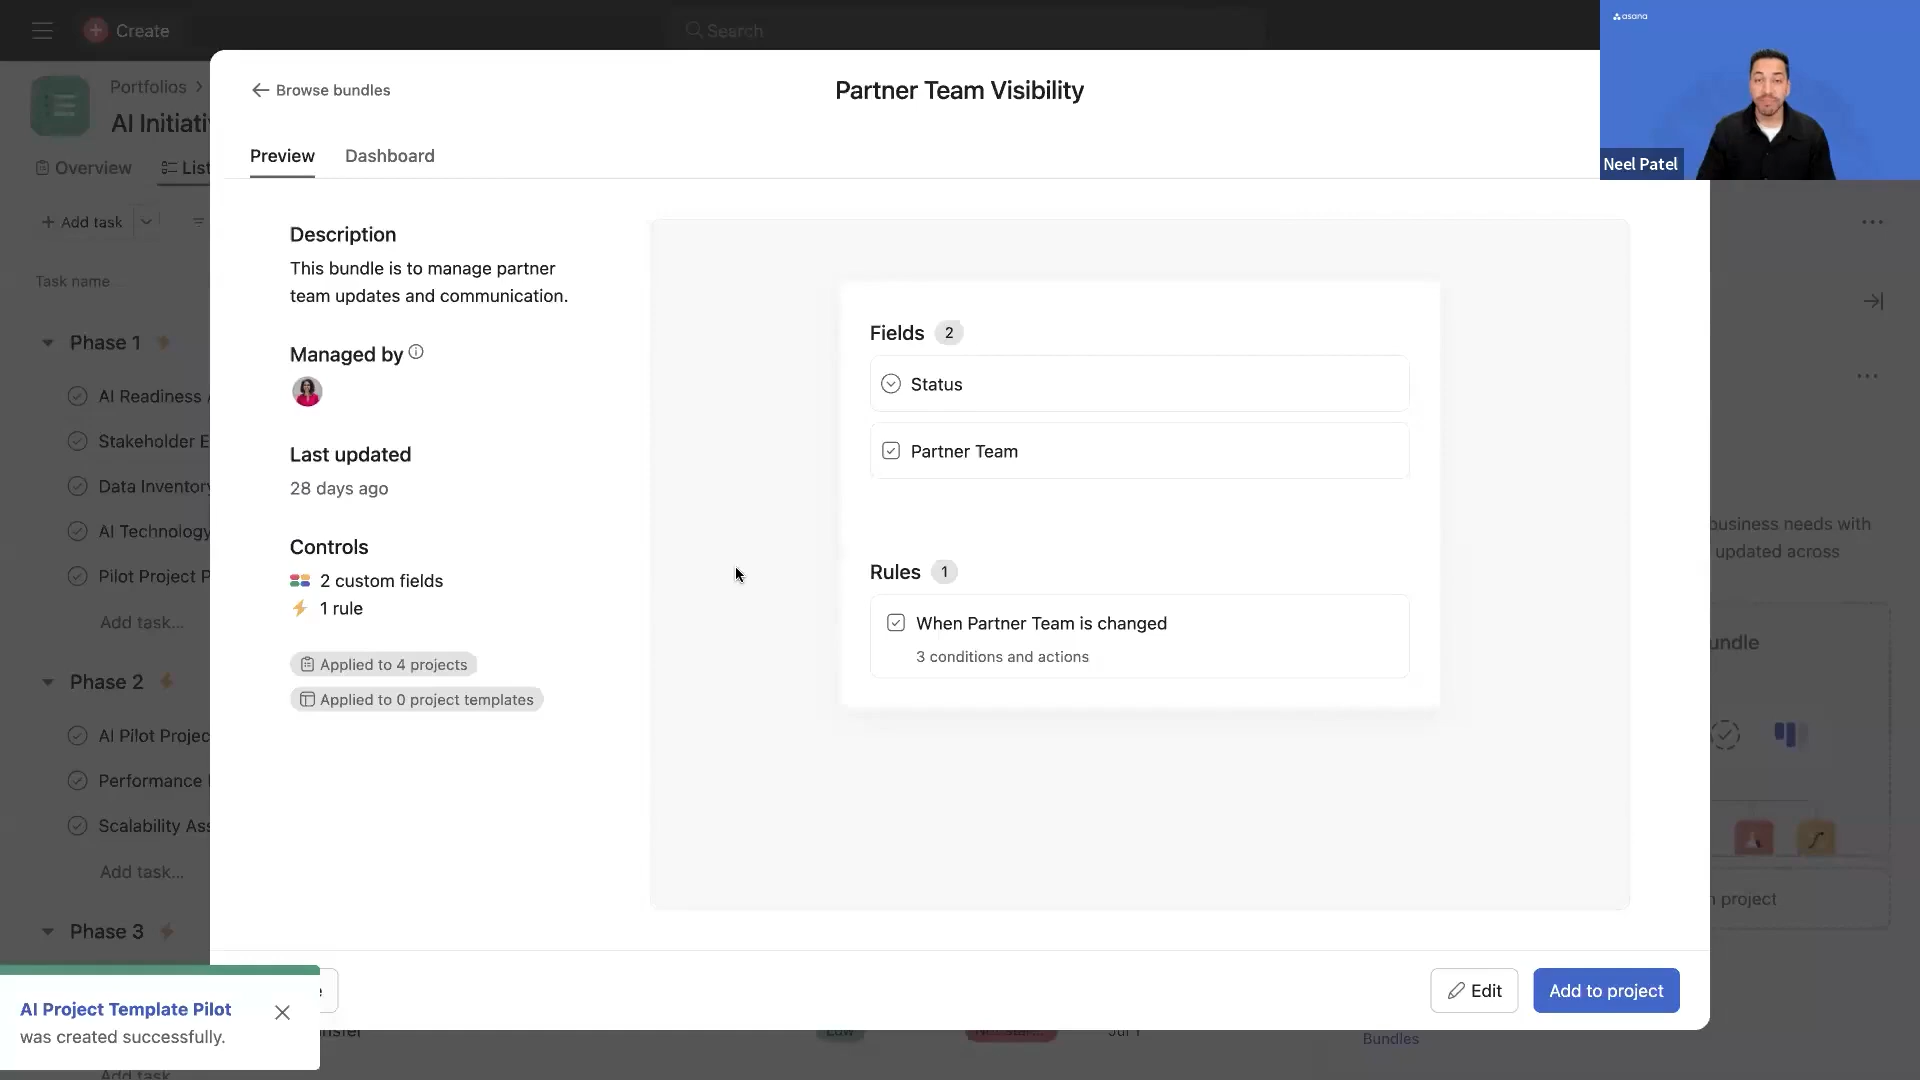 Create
Search
asana
Neel Patel
Portfolios
AI Initiati
Overview
List
Add task
Task name
Phase 1
AI Readiness
Stakeholder E
Data Inventory
AI Technology
Pilot Project P
Add task...
Phase 2
AI Pilot Projec
Performance
Scalability Ass
Add task...
Phase 3
Browse bundles
Partner Team Visibility
Preview
Dashboard
Description
This bundle is to manage partner
team updates and communication.
Managed by
Last updated
28 days ago
Controls
2 custom fields
1 rule
Applied to 4 projects
Applied to 0 project templates
Fields 2
Status
Partner Team
Rules 1
When Partner Team is changed
3 conditions and actions
business needs with
updated across
project
Edit
Add to project
AI Project Template Pilot
was created successfully.
Bundles
Add task